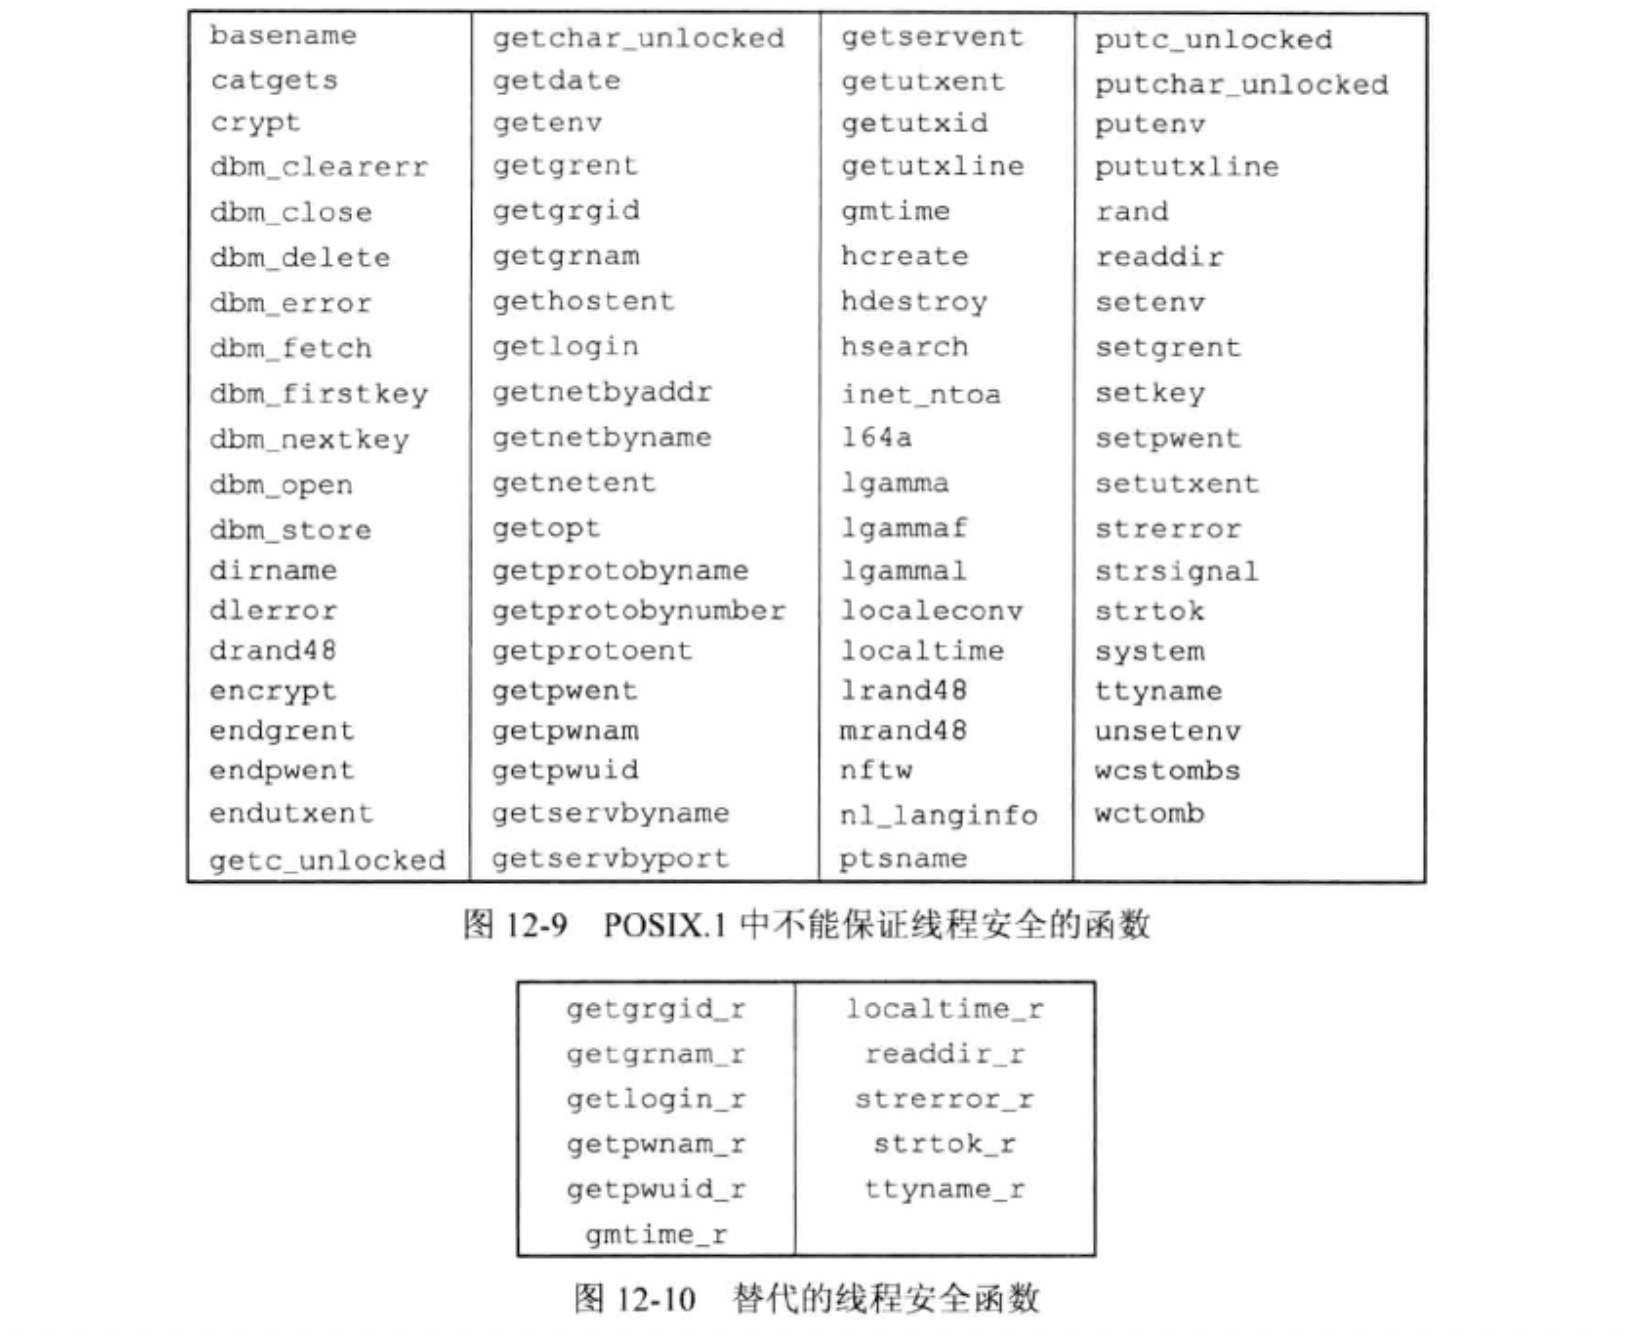 basename getchar_unlocked getservent putc_unlocked
catgets getdate getutxent putchar_unlocked
crypt getenv getutxid putenv
dbm_clearerr getgrent getutxline pututxline
dbm_close getgrgid gmtime rand
dbm_delete getgrnam hcreate readdir
dbm_error gethostent hdestroy setenv
dbm_fetch getlogin hsearch setgrent
dbm_firstkey getnetbyaddr inet_ntoa setkey
dbm_nextkey getnetbyname l64a setpwent
dbm_open getnetent lgamma setutxent
dbm_store getopt lgammaf strerror
dirname getprotobyname lgammal strsignal
dlerror getprotobynumber localeconv strtok
drand48 getprotoent localtime system
encrypt getpwent lrand48 ttyname
endgrent getpwnam mrand48 unsetenv
endpwent getpwuid nftw wcstombs
endutxent getservbyname nl_langinfo wctomb
getc_unlocked getservbyport ptsname
图 12-9 POSIX.1 中不能保证线程安全的函数
getgrgid_r localtime_r
getgrnam_r readdir_r
getlogin_r strerror_r
getpwnam_r strtok_r
getpwuid_r ttyname_r
gmtime_r
图 12-10 替代的线程安全函数